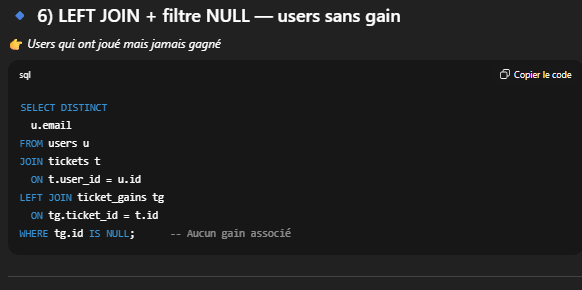 6) LEFT JOIN + filtre NULL — users sans gain
👉 Users qui ont joué mais jamais gagné
sql
Copier le code
SELECT DISTINCT
u.email
FROM users u
JOIN tickets t
ON t.user_id = u.id
LEFT JOIN ticket_gains tg
ON tg.ticket_id = t.id
WHERE tg.id IS NULL;      -- Aucun gain associé